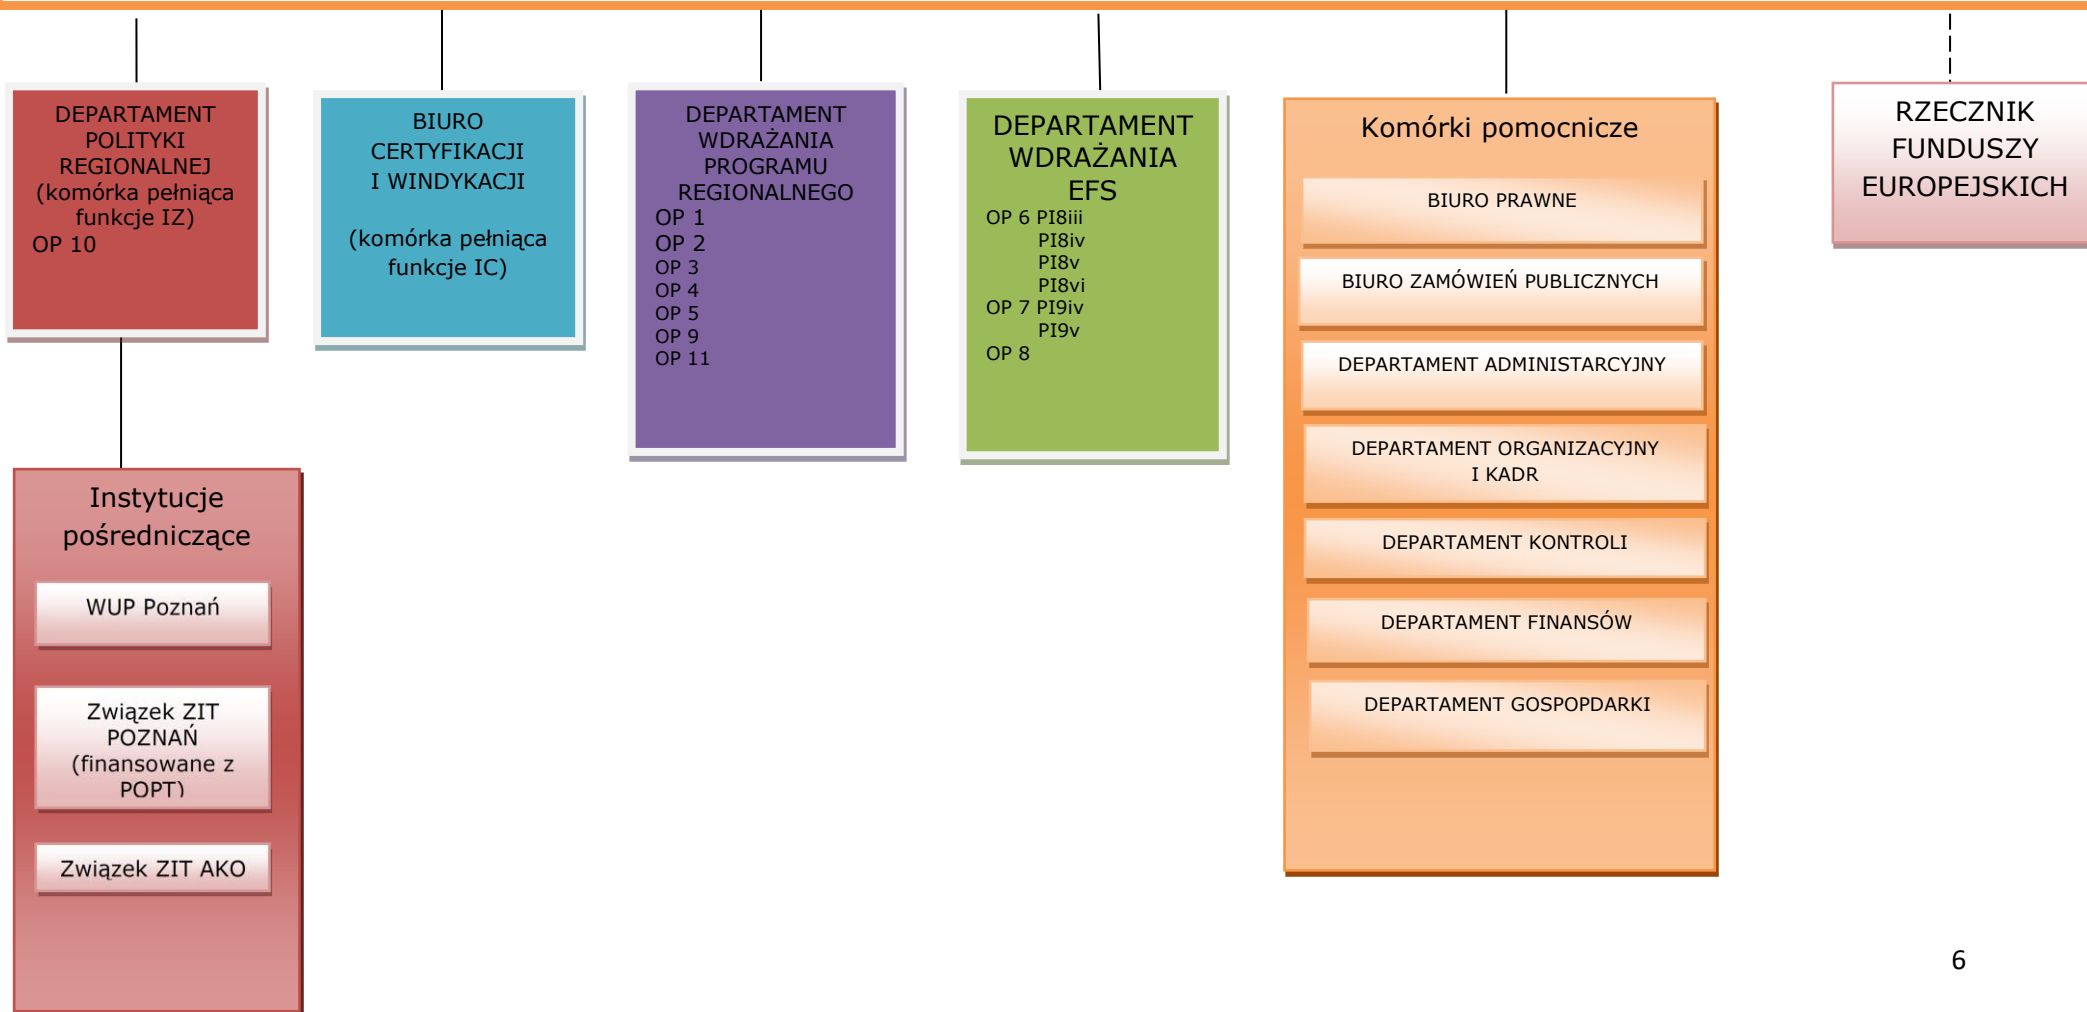 DEPARTAMENT
POLITYKI
REGIONALNEJ
(komórka pełniąca
funkcje IZ)
OP 10
BIURO
CERTYFIKACJI
I WINDYKACJI
(komórka pełniąca
funkcje IC)
DEPARTAMENT
WDRAŻANIA
PROGRAMU
REGIONALNEGO
OP 1
OP 2
OP 3
OP 4
OP 5
OP 9
OP 11
DEPARTAMENT
WDRAŻANIA
EFS
OP 6 PI8iii
PI8iv
PI8v
PI8vi
OP 7 PI9iv
PI9v
OP 8
Komórki pomocnicze
BIURO PRAWNE
BIURO ZAMÓWIEŃ PUBLICZNYCH
DEPARTAMENT ADMINISTARCYJNY
DEPARTAMENT ORGANIZACYJNY
I KADR
DEPARTAMENT KONTROLI
DEPARTAMENT FINANSÓW
DEPARTAMENT GOSPOPDARKI
RZECZNIK
FUNDUSZY
EUROPEJSKICH
Instytucje
pośredniczące
WUP Poznań
Związek ZIT
POZNAŃ
(finansowane z
POPT)
Związek ZIT AKO
6